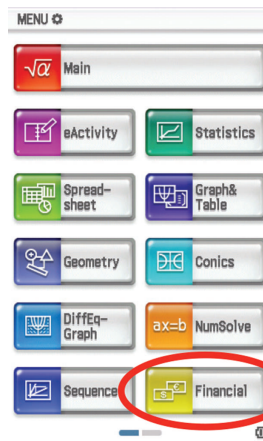 MENU
√α Main
eActivity Statistics
Spread-
sheet
Graph&
Table
Geometry Conics
DiffEq-
Graph
ax=b NumSolve
Sequence $ € Financial